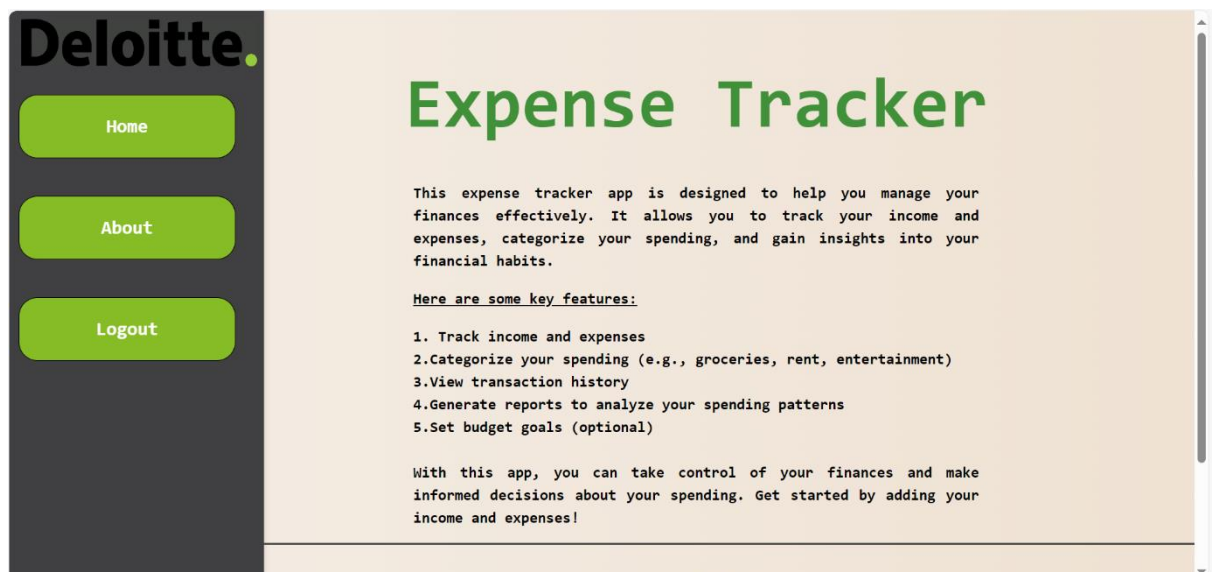 Deloitte.
Home
About
Logout
Expense Tracker
This expense tracker app is designed to help you manage your
finances effectively. It allows you to track your income and
expenses, categorize your spending, and gain insights into your
financial habits.
Here are some key features:
1. Track income and expenses
2.Categorize your spending (e.g., groceries, rent, entertainment)
3.View transaction history
4.Generate reports to analyze your spending patterns
5.Set budget goals (optional)
With this app, you can take control of your finances and make
informed decisions about your spending. Get started by adding your
income and expenses!